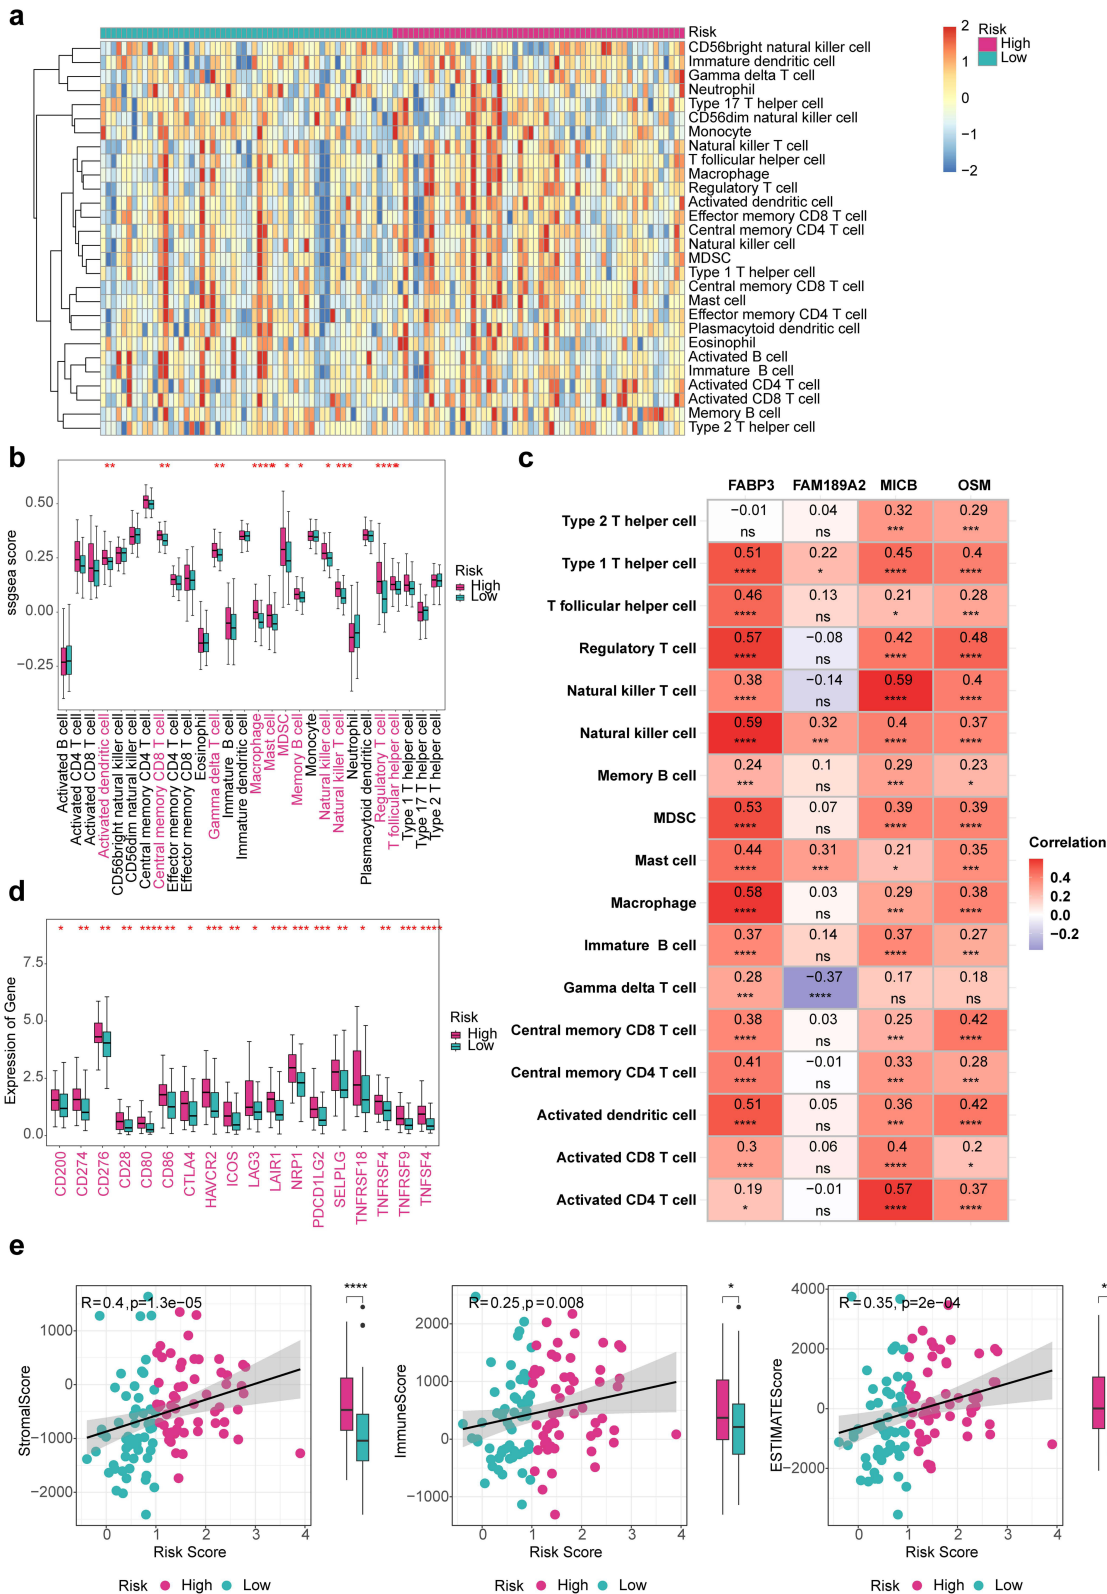 a
Risk
CD56bright natural killer cell
Immature dendritic cell
Gamma delta T cell
Neutrophil
Type 17 T helper cell
CD56dim natural killer cell
Monocyte
Natural killer T cell
T follicular helper cell
Macrophage
Regulatory T cell
Activated dendritic cell
Effector memory CD8 T cell
Central memory CD4 T cell
Natural killer cell
MDSC
Type 1 T helper cell
Central memory CD8 T cell
Mast cell
Effector memory CD4 T cell
Plasmacytoid dendritic cell
Eosinophil
Activated B cell
Immature  B cell
Activated CD4 T cell
Activated CD8 T cell
Memory B cell
Type 2 T helper cell
2
1
0
−1
−2
Risk
High
Low
b
ssgsea score
0.50
0.25
0.00
−0.25
** ** ** **** * * * * *** **** *
Risk
High
Low
Activated B cell
Activated CD4 T cell
Activated CD8 T cell
Activated dendritic cell
CD56bright natural killer cell
CD56dim natural killer cell
Central memory CD4 T cell
Central memory CD8 T cell
Effector memory CD4 T cell
Effector memory CD8 T cell
Eosinophil
Gamma delta T cell
Immature B cell
Immature dendritic cell
Macrophage
Mast cell
MDSC
Memory B cell
Monocyte
Natural killer cell
Natural killer T cell
Neutrophil
Plasmacytoid dendritic cell
Regulatory T cell
T follicular helper cell
Type 1 T helper cell
Type 17 T helper cell
Type 2 T helper cell
c
FABP3 FAM189A2 MICB OSM
Type 2 T helper cell −0.01 0.04 0.32 0.29
ns ns *** ***
Type 1 T helper cell 0.51 0.22 0.45 0.4
**** * **** ****
T follicular helper cell 0.46 0.13 0.21 0.28
**** ns * ***
Regulatory T cell 0.57 −0.08 0.42 0.48
**** ns **** ****
Natural killer T cell 0.38 −0.14 0.59 0.4
**** ns **** ****
Natural killer cell 0.59 0.32 0.4 0.37
**** *** **** ****
Memory B cell 0.24 0.1 0.29 0.23
*** ns *** *
MDSC 0.53 0.07 0.39 0.39
**** ns **** ****
Mast cell 0.44 0.31 0.21 0.35
**** *** * ***
Macrophage 0.58 0.03 0.29 0.38
**** ns *** ****
Immature  B cell 0.37 0.14 0.37 0.27
**** ns **** ***
Gamma delta T cell 0.28 −0.37 0.17 0.18
*** **** ns ns
Central memory CD8 T cell 0.38 0.03 0.25 0.42
**** ns *** ****
Central memory CD4 T cell 0.41 −0.01 0.33 0.28
**** ns *** ***
Activated dendritic cell 0.51 0.05 0.36 0.42
**** ns *** ****
Activated CD8 T cell 0.3 0.06 0.4 0.2
*** ns **** *
Activated CD4 T cell 0.19 −0.01 0.57 0.37
* ns **** ****
Correlation
0.4
0.2
0.0
−0.2
d
Expression of Gene
7.5
5.0
2.5
0.0
* ** ** ** **** ** * ** ** * *** *** *** ** * ** *** ****
Risk
High
Low
CD200
CD274
CD276
CD28
CD80
CD86
CTLA4
HAVCR2
ICOS
LAG3
LAIR1
NRP1
PDCD1LG2
SELPLG
TNFRSF18
TNFRSF4
TNFRSF9
TNFSF4
e
R=0.4,p=1.3e−05
****
StromalScore
1000
0
−1000
−2000
0 1 2 3 4
Risk Score
Risk High Low
R=0.25,p=0.008
*
ImmuneScore
2000
1000
0
−1000
0 1 2 3 4
Risk Score
Risk High Low
R=0.35,p=2e−04
*
ESTIMATEScore
4000
2000
0
−2000
0 1 2 3 4
Risk Score
Risk High Low